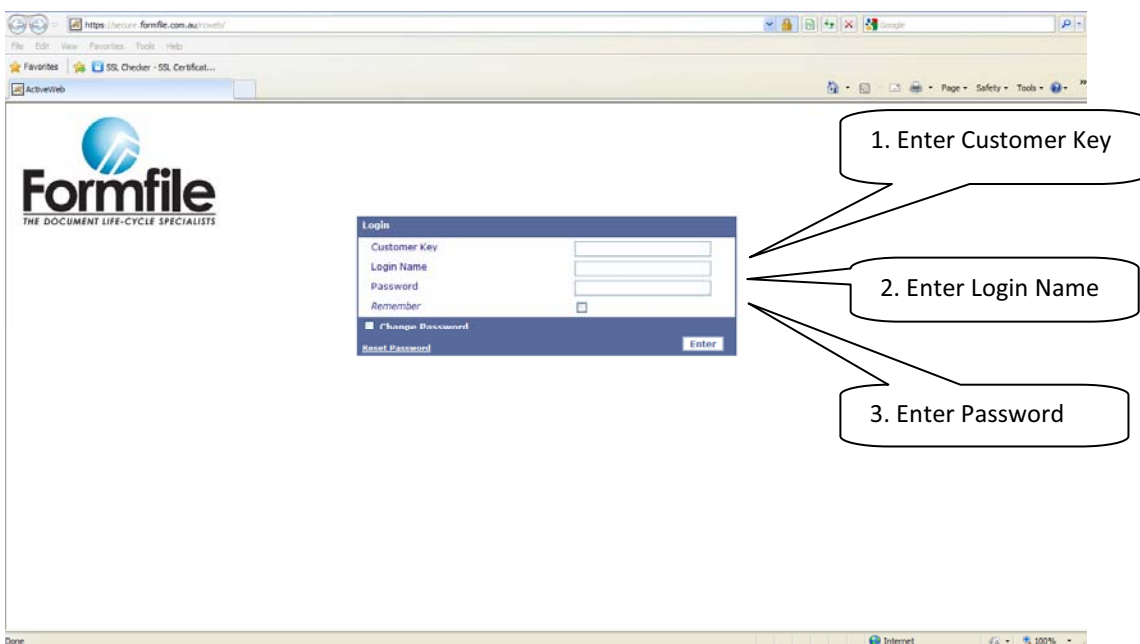 https://secure.formfile.com.au/rcweb/
Google
File Edit View Favorites Tools Help
Favorites SSL Checker - SSL Certificat...
ActiveWeb
Page Safety Tools
Formfile
THE DOCUMENT LIFE-CYCLE SPECIALISTS
Login
Customer Key
Login Name
Password
Remember
Change Password
Reset Password
Enter
1. Enter Customer Key
2. Enter Login Name
3. Enter Password
Done
Internet
100%